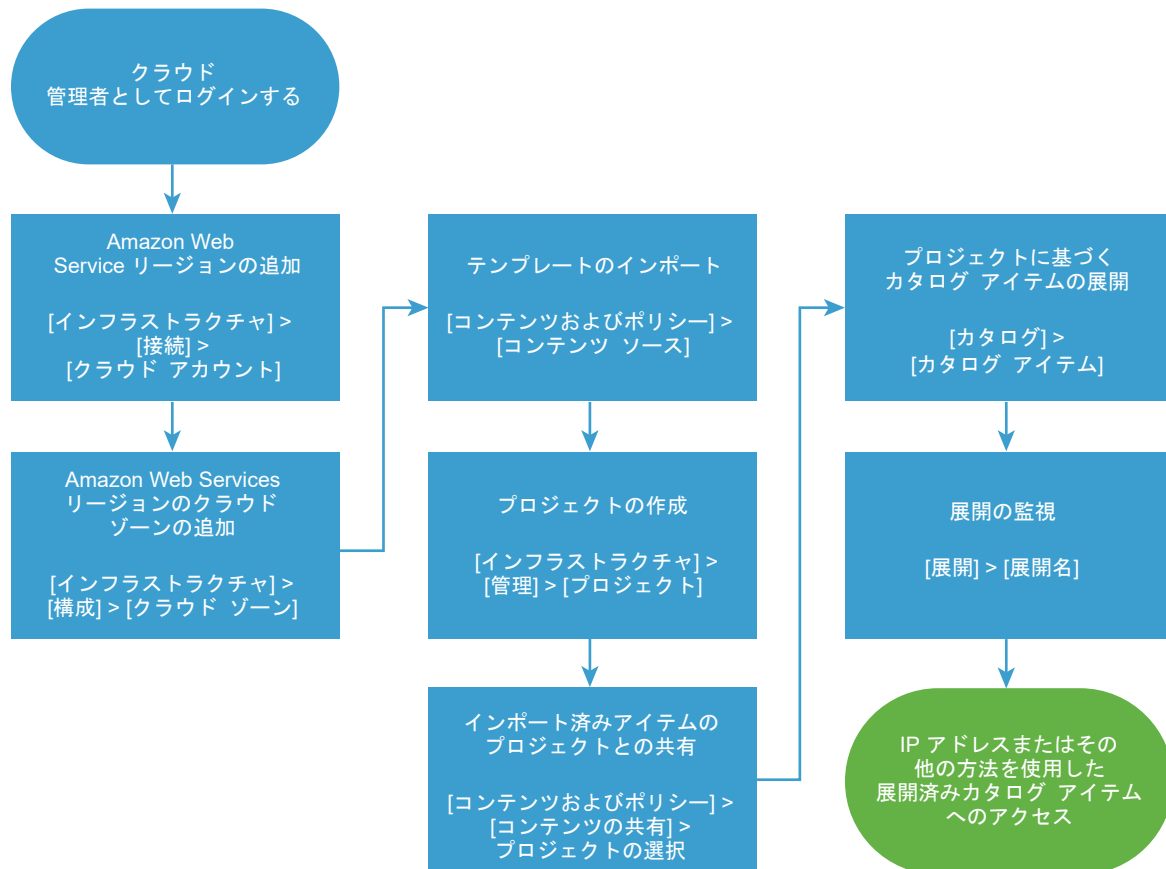 クラウド
管理者としてログインする
Amazon Web
Service リージョンの追加
[インフラストラクチャ] >
[接続] >
[クラウド アカウント]
Amazon Web Services
リージョンのクラウド
ゾーンの追加
[インフラストラクチャ] >
[構成] > [クラウド ゾーン]
テンプレートのインポート
[コンテンツおよびポリシー] >
[コンテンツ ソース]
プロジェクトの作成
[インフラストラクチャ] >
[管理] > [プロジェクト]
インポート済みアイテムの
プロジェクトとの共有
[コンテンツおよびポリシー] >
[コンテンツの共有] >
プロジェクトの選択
プロジェクトに基づく
カタログ アイテムの展開
[カタログ] >
[カタログ アイテム]
展開の監視
[展開] > [展開名]
IP アドレスまたはその
他の方法を使用した
展開済みカタログ アイテム
へのアクセス